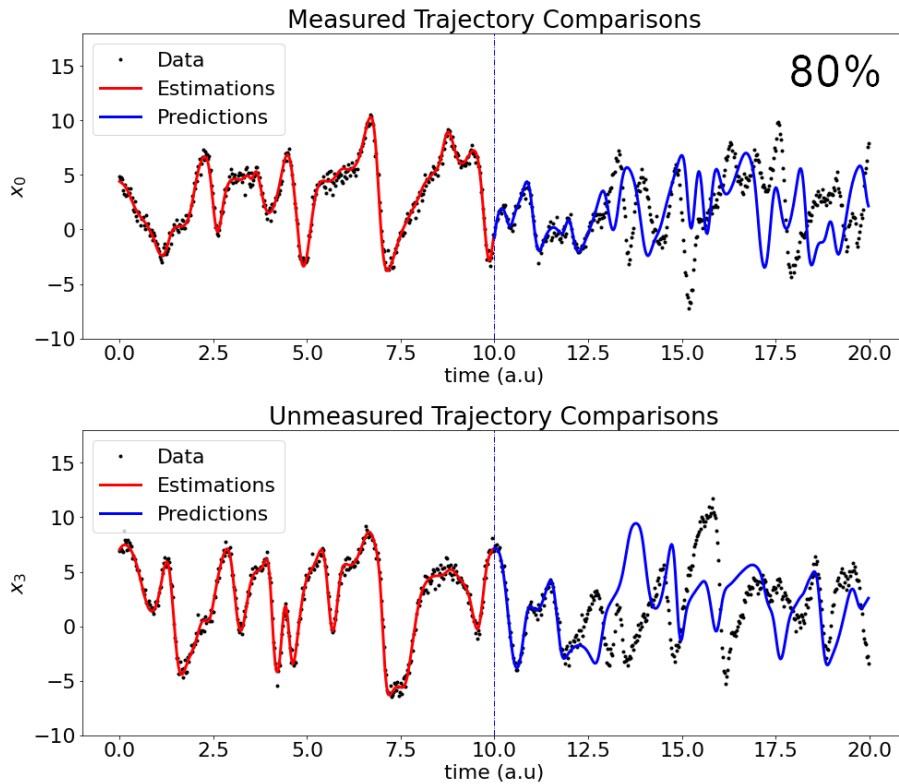 Measured Trajectory Comparisons
Data
Estimations
Predictions
80%
x0
15
10
5
0
−5
−10
0.0 2.5 5.0 7.5 10.0 12.5 15.0 17.5 20.0
time (a.u)
Unmeasured Trajectory Comparisons
Data
Estimations
Predictions
x3
15
10
5
0
−5
−10
0.0 2.5 5.0 7.5 10.0 12.5 15.0 17.5 20.0
time (a.u)